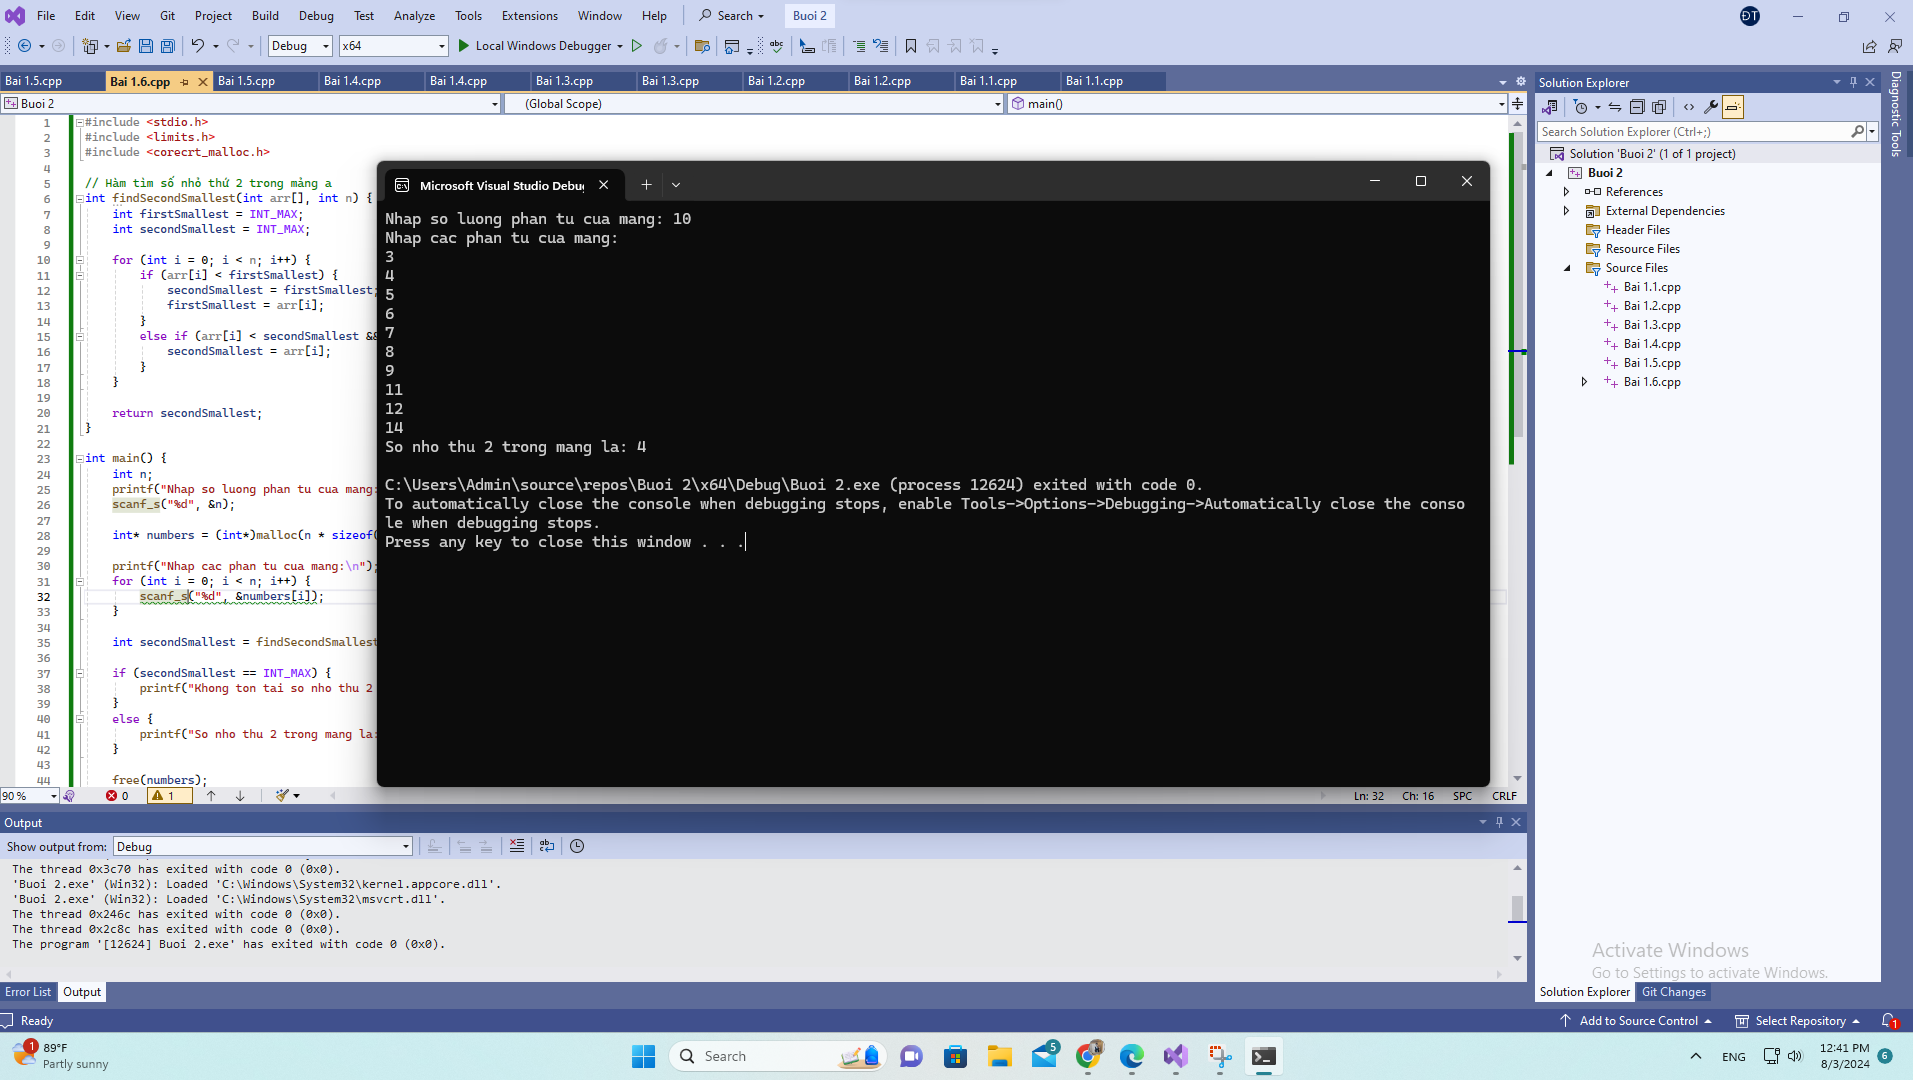 File Edit View Git Project Build Debug Test Analyze Tools Extensions Window Help Search Buoi 2 ĐT
Debug x64 Local Windows Debugger
Bai 1.5.cpp Bai 1.6.cpp Bai 1.5.cpp Bai 1.4.cpp Bai 1.4.cpp Bai 1.3.cpp Bai 1.3.cpp Bai 1.2.cpp Bai 1.2.cpp Bai 1.1.cpp Bai 1.1.cpp
Buoi 2 (Global Scope) main()
1 #include <stdio.h>
2 #include <limits.h>
3 #include <corecrt_malloc.h>
4
5 // Hàm tìm số nhỏ thứ 2 trong mảng a
6 int findSecondSmallest(int arr[], int n) {
7 int firstSmallest = INT_MAX;
8 int secondSmallest = INT_MAX;
9
10 for (int i = 0; i < n; i++) {
11 if (arr[i] < firstSmallest) {
12 secondSmallest = firstSmallest;
13 firstSmallest = arr[i];
14 }
15 else if (arr[i] < secondSmallest &&
16 secondSmallest = arr[i];
17 }
18 }
19
20 return secondSmallest;
21 }
22
23 int main() {
24 int n;
25 printf("Nhap so luong phan tu cua mang:
26 scanf_s("%d", &n);
27
28 int* numbers = (int*)malloc(n * sizeof(
29
30 printf("Nhap cac phan tu cua mang:\n");
31 for (int i = 0; i < n; i++) {
32 scanf_s("%d", &numbers[i]);
33 }
34
35 int secondSmallest = findSecondSmallest
36
37 if (secondSmallest == INT_MAX) {
38 printf("Khong ton tai so nho thu 2
39 }
40 else {
41 printf("So nho thu 2 trong mang la:
42 }
43
44 free(numbers);
Microsoft Visual Studio Debu
Nhap so luong phan tu cua mang: 10
Nhap cac phan tu cua mang:
3
4
5
6
7
8
9
11
12
14
So nho thu 2 trong mang la: 4
C:\Users\Admin\source\repos\Buoi 2\x64\Debug\Buoi 2.exe (process 12624) exited with code 0.
To automatically close the console when debugging stops, enable Tools->Options->Debugging->Automatically close the conso
le when debugging stops.
Press any key to close this window . . .
90 % 0 1 Ln: 32 Ch: 16 SPC CRLF
Output
Show output from: Debug
The thread 0x3c70 has exited with code 0 (0x0).
'Buoi 2.exe' (Win32): Loaded 'C:\Windows\System32\kernel.appcore.dll'.
'Buoi 2.exe' (Win32): Loaded 'C:\Windows\System32\msvcrt.dll'.
The thread 0x246c has exited with code 0 (0x0).
The thread 0x2c8c has exited with code 0 (0x0).
The program '[12624] Buoi 2.exe' has exited with code 0 (0x0).
Error List Output
Solution Explorer
Search Solution Explorer (Ctrl+;)
Solution 'Buoi 2' (1 of 1 project)
Buoi 2
References
External Dependencies
Header Files
Resource Files
Source Files
Bai 1.1.cpp
Bai 1.2.cpp
Bai 1.3.cpp
Bai 1.4.cpp
Bai 1.5.cpp
Bai 1.6.cpp
Diagnostic Tools
Activate Windows
Go to Settings to activate Windows.
Solution Explorer Git Changes
Ready Add to Source Control Select Repository 1
1 89°F
Partly sunny
Search 5 ENG
12:41 PM
8/3/2024 6